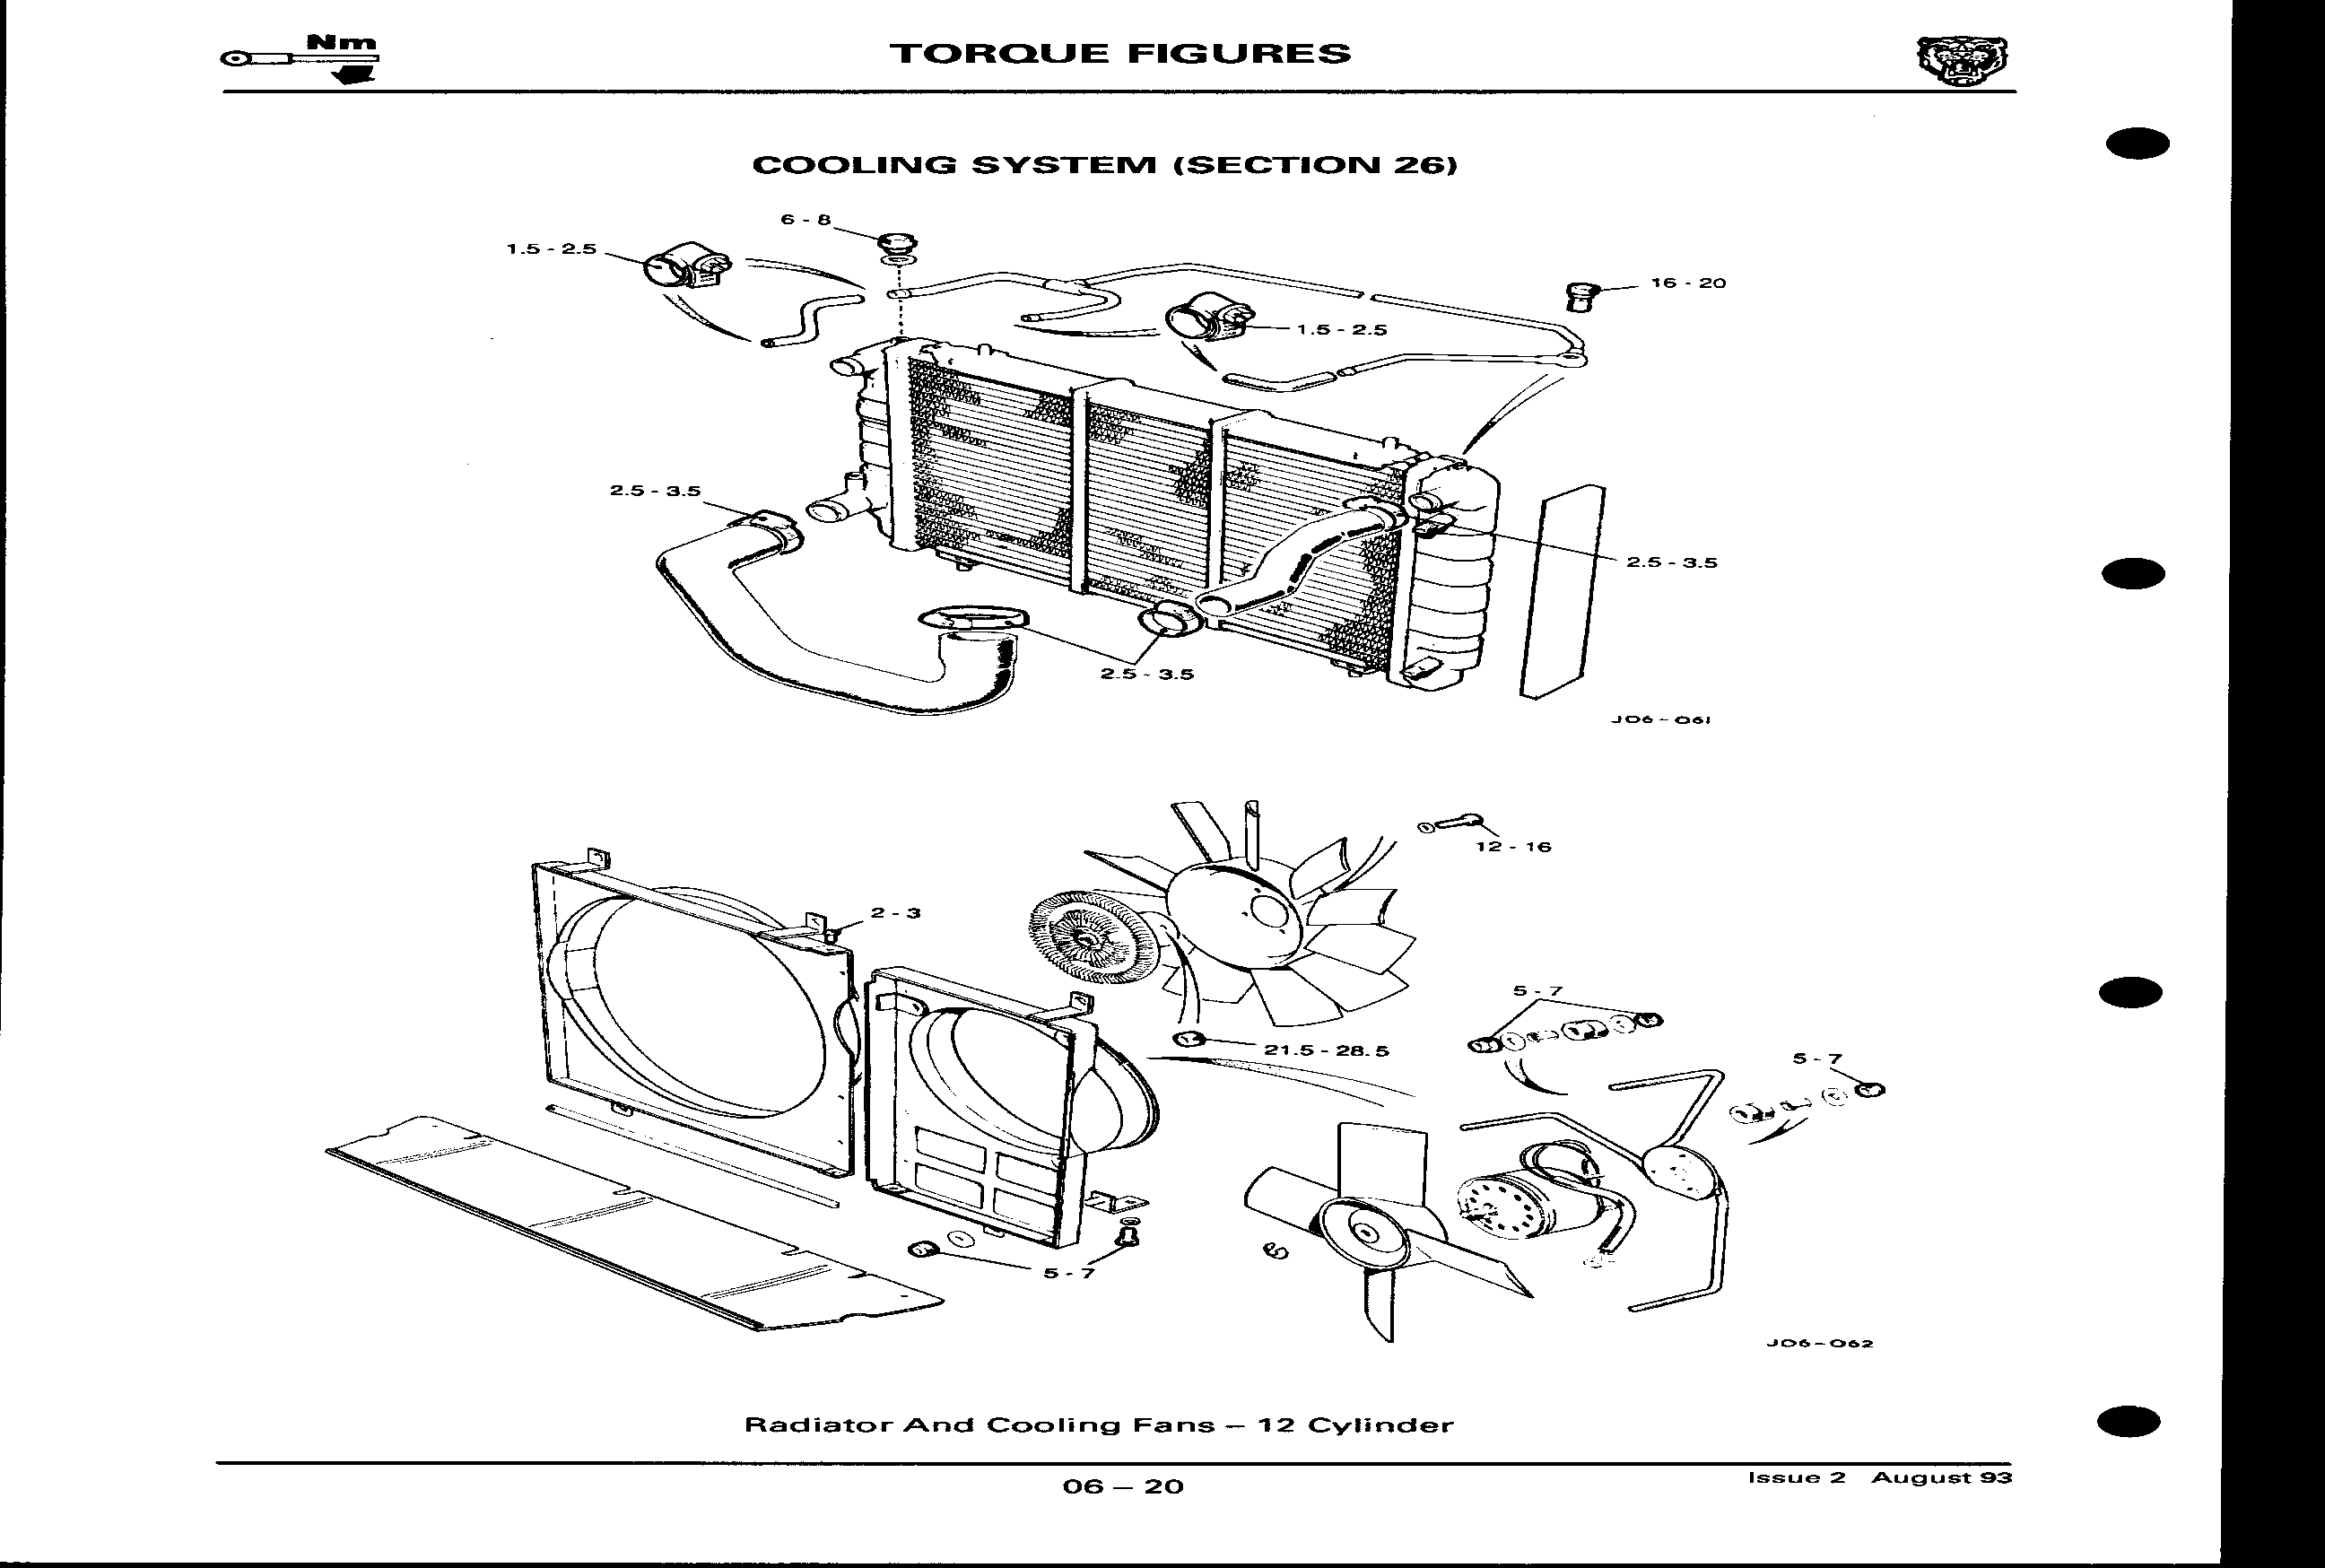 Nm
TORQUE FIGURES
COOLING SYSTEM (SECTION 26)
6 - 8
1.5 - 2.5
16 - 20
1.5 - 2.5
2.5 - 3.5
2.5 - 3.5
2.5 - 3.5
J06-061
12 - 16
2 - 3
5 - 7
21.5 - 28.5
5 - 7
5 - 7
J06-062
Radiator And Cooling Fans – 12 Cylinder
06 – 20
Issue 2 August 93